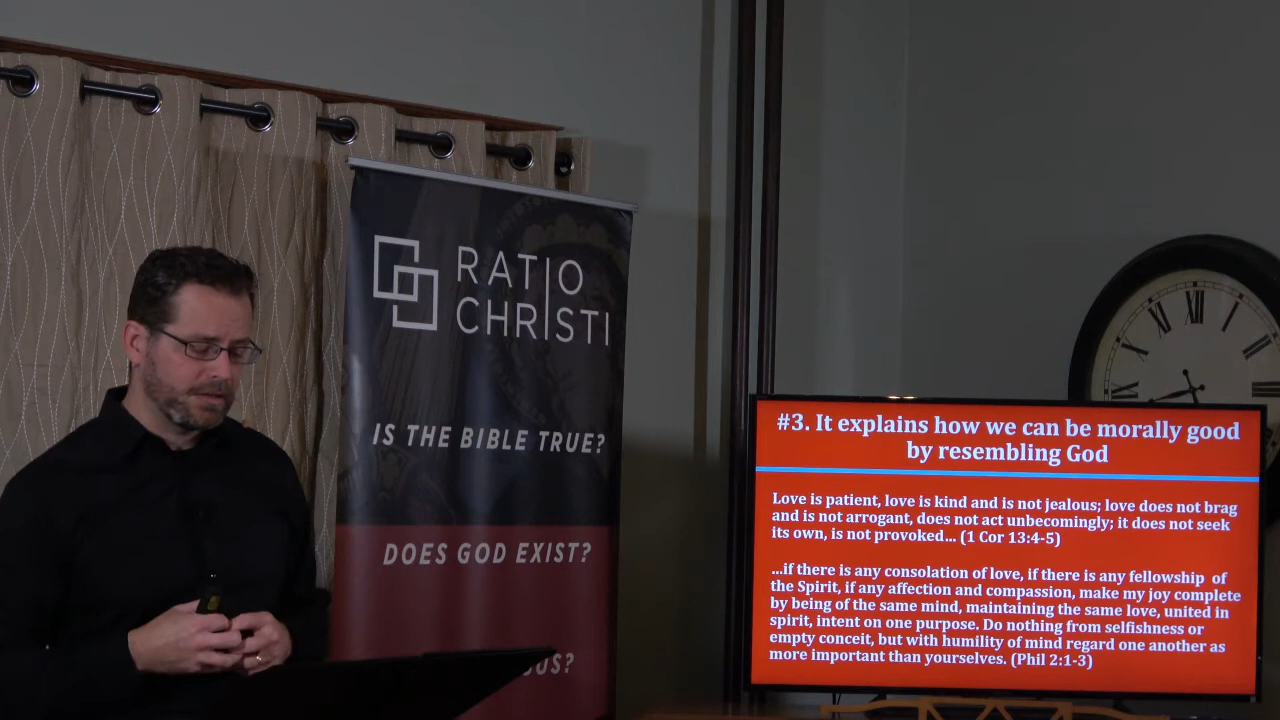 RATIO
CHRISTI
IS THE BIBLE TRUE?
DOES GOD EXIST?
#3. It explains how we can be morally good
by resembling God
Love is patient, love is kind and is not jealous; love does not brag
and is not arrogant, does not act unbecomingly; it does not seek
its own, is not provoked... (1 Cor 13:4-5)
...if there is any consolation of love, if there is any fellowship of
the Spirit, if any affection and compassion, make my joy complete
by being of the same mind, maintaining the same love, united in
spirit, intent on one purpose. Do nothing from selfishness or
empty conceit, but with humility of mind regard one another as
more important than yourselves. (Phil 2:1-3)